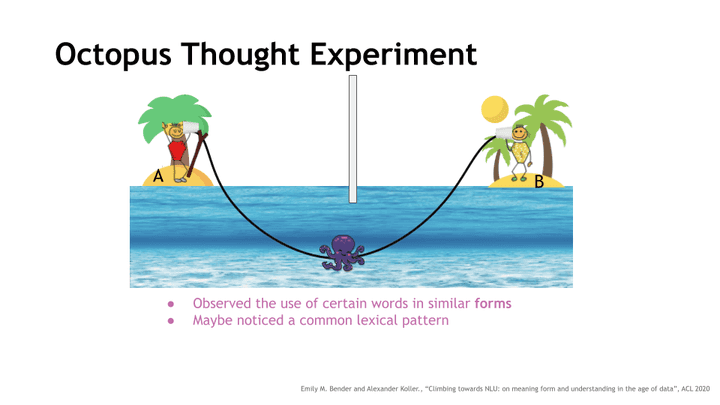 Octopus Thought Experiment
A
B
● Observed the use of certain words in similar forms
● Maybe noticed a common lexical pattern
Emily M. Bender and Alexander Koller., “Climbing towards NLU: on meaning form and understanding in the age of data”, ACL 2020